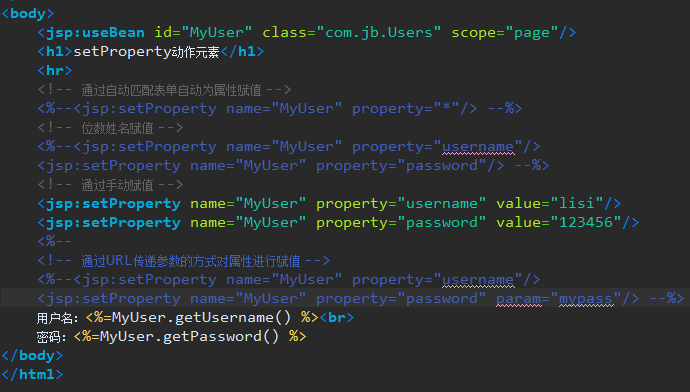 <body>
<jsp:useBean id="MyUser" class="com.jb.Users" scope="page"/>
<h1>setProperty动作元素</h1>
<hr>
<!-- 通过自动匹配表单自动为属性赋值 -->
<%--<jsp:setProperty name="MyUser" property="*"/> --%>
<!-- 位数姓名赋值 -->
<%--<jsp:setProperty name="MyUser" property="username"/>
<jsp:setProperty name="MyUser" property="password"/> --%>
<!-- 通过手动赋值 -->
<jsp:setProperty name="MyUser" property="username" value="lisi"/>
<jsp:setProperty name="MyUser" property="password" value="123456"/>
<%--
<!-- 通过URL传递参数的方式对属性进行赋值 -->
<%--<jsp:setProperty name="MyUser" property="username"/>
<jsp:setProperty name="MyUser" property="password" param="mypass"/> --%>
用户名：<%=MyUser.getUsername() %><br>
密码：<%=MyUser.getPassword() %>
</body>
</html>